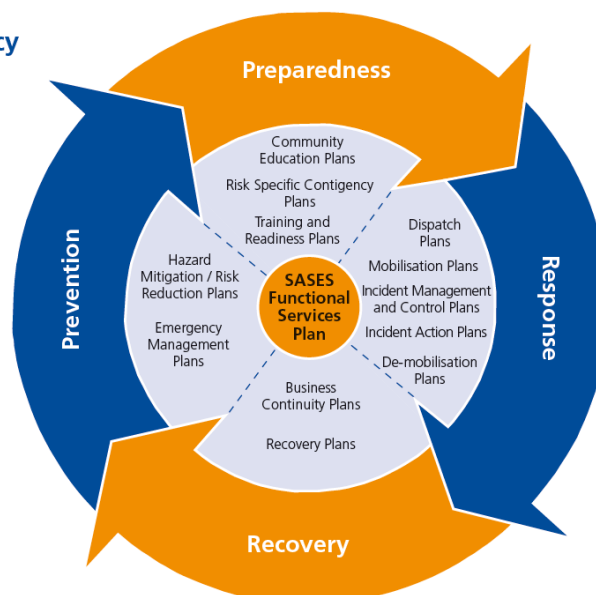 cy
Preparedness
Community
Education Plans
Risk Specific Contigency
Plans
Training and
Readiness Plans
Prevention
Hazard
Mitigation / Risk
Reduction Plans
Emergency
Management
Plans
SASES
Functional
Services
Plan
Dispatch
Plans
Mobilisation Plans
Incident Management
and Control Plans
Incident Action Plans
De-mobilisation
Plans
Response
Business
Continuity Plans
Recovery Plans
Recovery